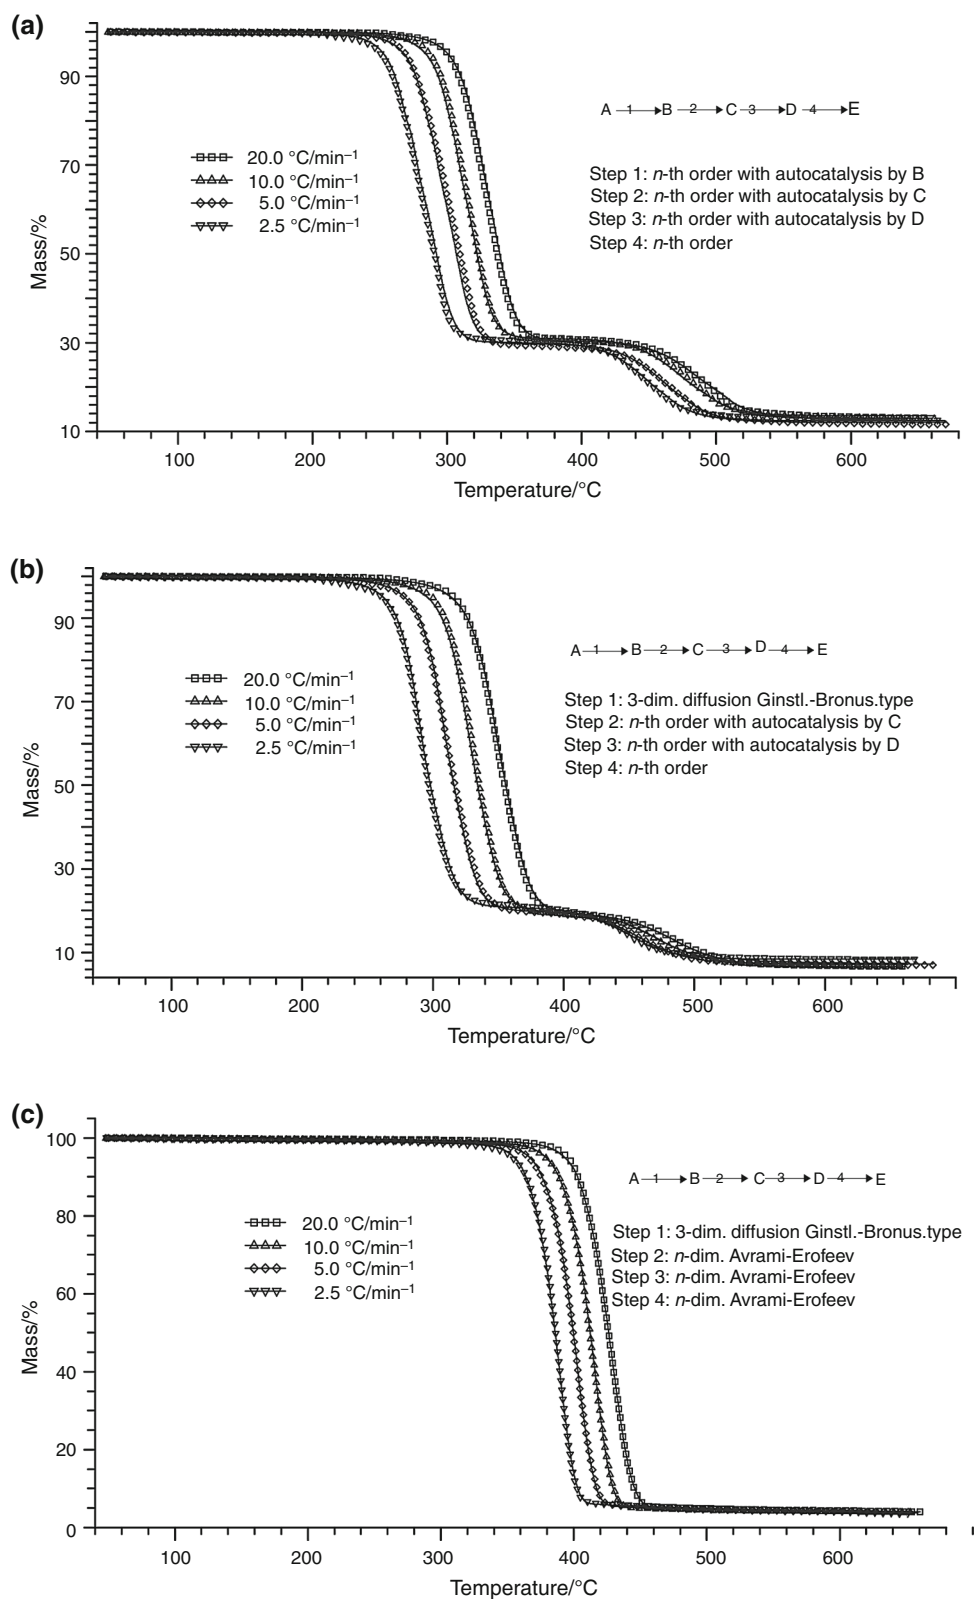 (a)
90
70
50
30
10
Mass/%
20.0 °C/min⁻¹
10.0 °C/min⁻¹
5.0 °C/min⁻¹
2.5 °C/min⁻¹
A 1 B 2 C 3 D 4 E
Step 1: n-th order with autocatalysis by B
Step 2: n-th order with autocatalysis by C
Step 3: n-th order with autocatalysis by D
Step 4: n-th order
100 200 300 400 500 600
Temperature/°C
(b)
90
70
50
30
10
Mass/%
20.0 °C/min⁻¹
10.0 °C/min⁻¹
5.0 °C/min⁻¹
2.5 °C/min⁻¹
A 1 B 2 C 3 D 4 E
Step 1: 3-dim. diffusion Ginstl.-Bronus.type
Step 2: n-th order with autocatalysis by C
Step 3: n-th order with autocatalysis by D
Step 4: n-th order
100 200 300 400 500 600
Temperature/°C
(c)
100
80
60
40
20
0
Mass/%
20.0 °C/min⁻¹
10.0 °C/min⁻¹
5.0 °C/min⁻¹
2.5 °C/min⁻¹
A 1 B 2 C 3 D 4 E
Step 1: 3-dim. diffusion Ginstl.-Bronus.type
Step 2: n-dim. Avrami-Erofeev
Step 3: n-dim. Avrami-Erofeev
Step 4: n-dim. Avrami-Erofeev
100 200 300 400 500 600
Temperature/°C